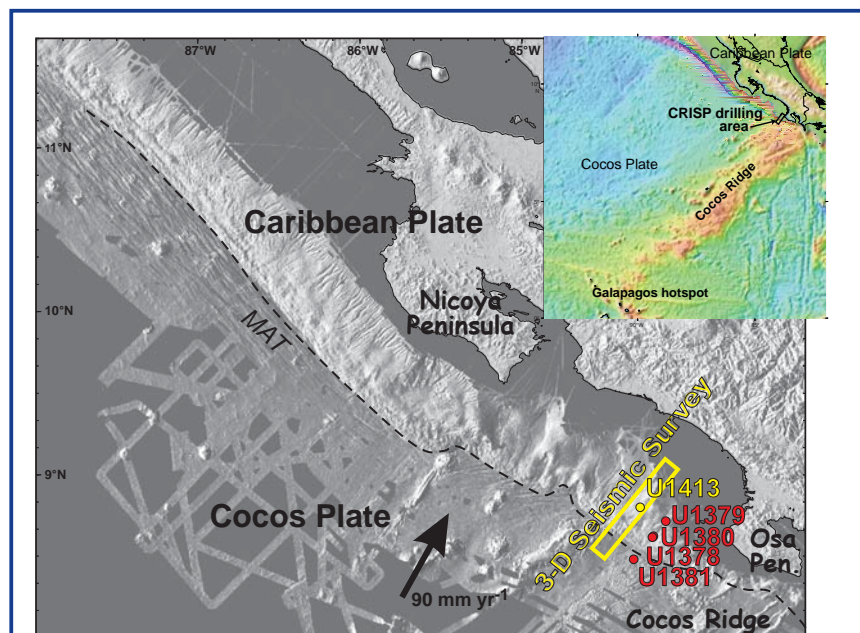 87°W
86°W
85°W
11°N
10°N
9°N
Caribbean Plate
CRISP drilling
area
Cocos Plate
Cocos Ridge
Galapagos hotspot
Caribbean Plate
Nicoya
Peninsula
MAT
3-D Seismic Survey
U1413
U1379
U1380
U1378
U1381
Osa
Pen.
Cocos Plate
90 mm yr-1
Cocos Ridge